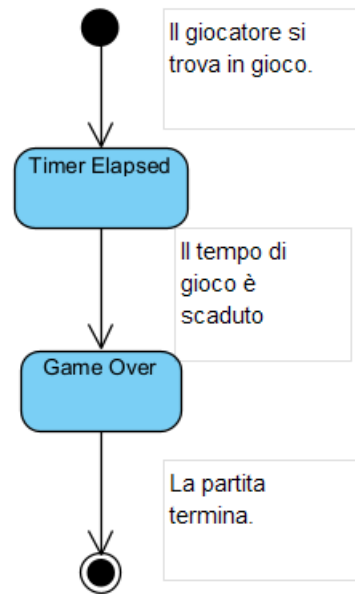 Il giocatore si
trova in gioco.
Timer Elapsed
Il tempo di
gioco è
scaduto
Game Over
La partita
termina.